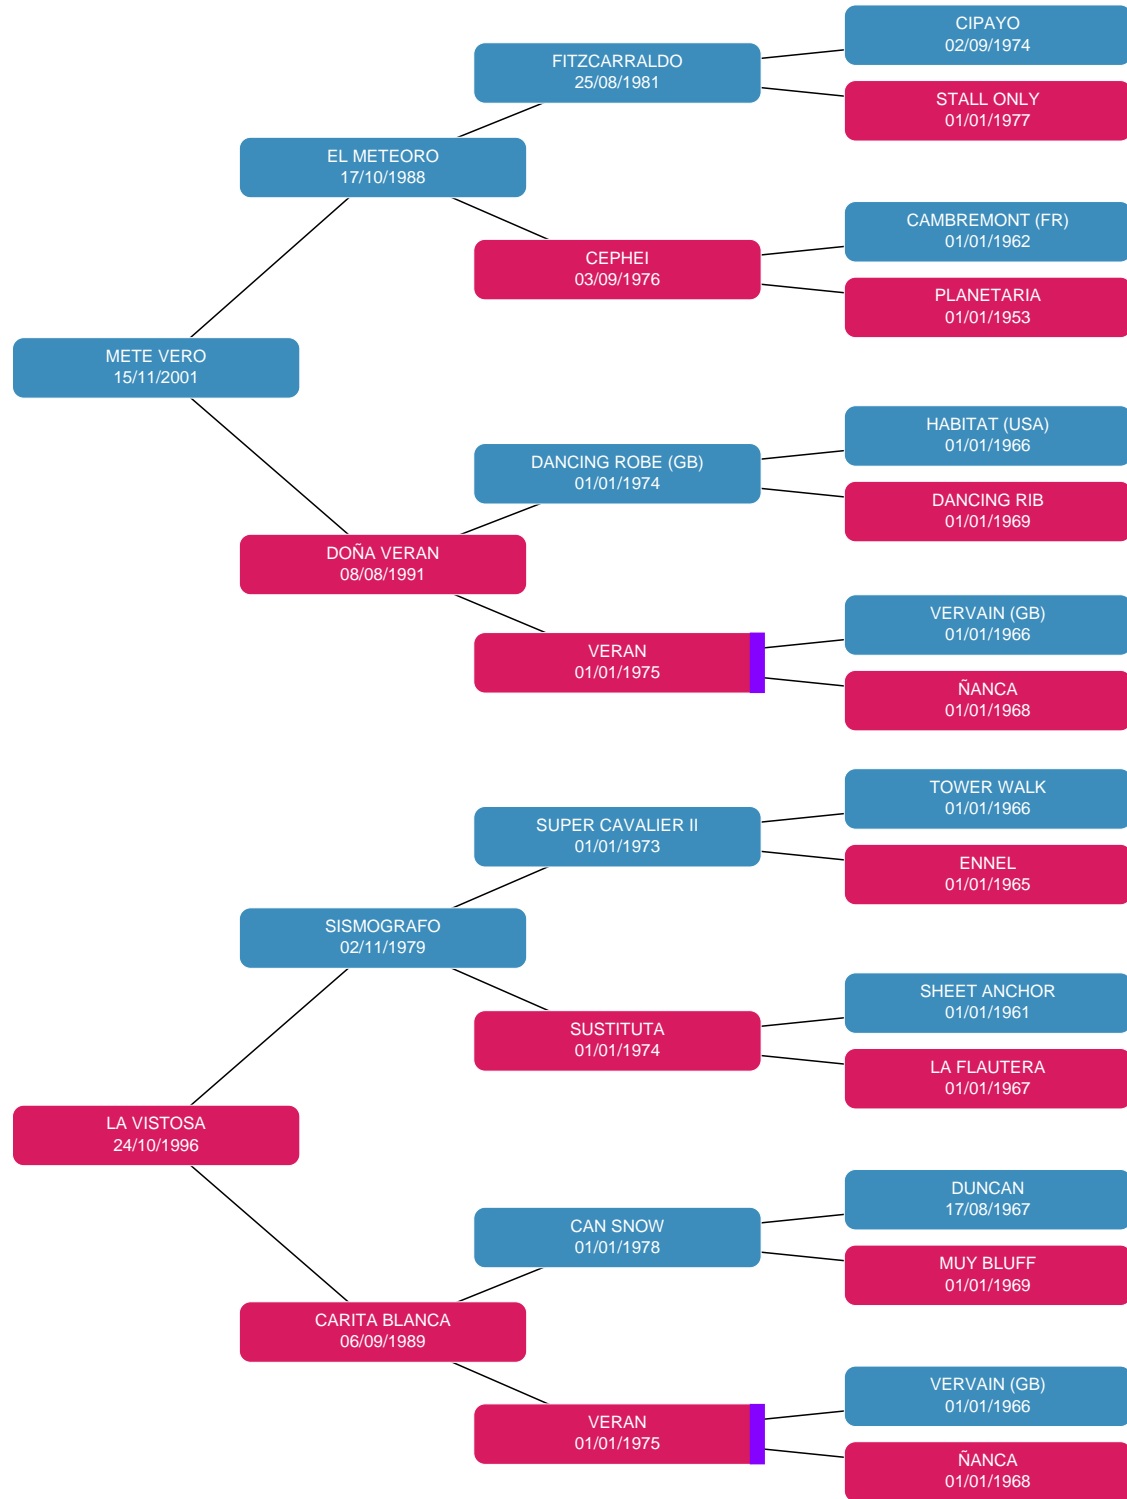 CIPAYO
02/09/1974
FITZCARRALDO
25/08/1981
STALL ONLY
01/01/1977
EL METEORO
17/10/1988
CAMBREMONT (FR)
01/01/1962
CEPHEI
03/09/1976
PLANETARIA
01/01/1953
METE VERO
15/11/2001
HABITAT (USA)
01/01/1966
DANCING ROBE (GB)
01/01/1974
DANCING RIB
01/01/1969
DOÑA VERAN
08/08/1991
VERVAIN (GB)
01/01/1966
VERAN
01/01/1975
ÑANCA
01/01/1968
TOWER WALK
01/01/1966
SUPER CAVALIER II
01/01/1973
ENNEL
01/01/1965
SISMOGRAFO
02/11/1979
SHEET ANCHOR
01/01/1961
SUSTITUTA
01/01/1974
LA FLAUTERA
01/01/1967
LA VISTOSA
24/10/1996
DUNCAN
17/08/1967
CAN SNOW
01/01/1978
MUY BLUFF
01/01/1969
CARITA BLANCA
06/09/1989
VERVAIN (GB)
01/01/1966
VERAN
01/01/1975
ÑANCA
01/01/1968